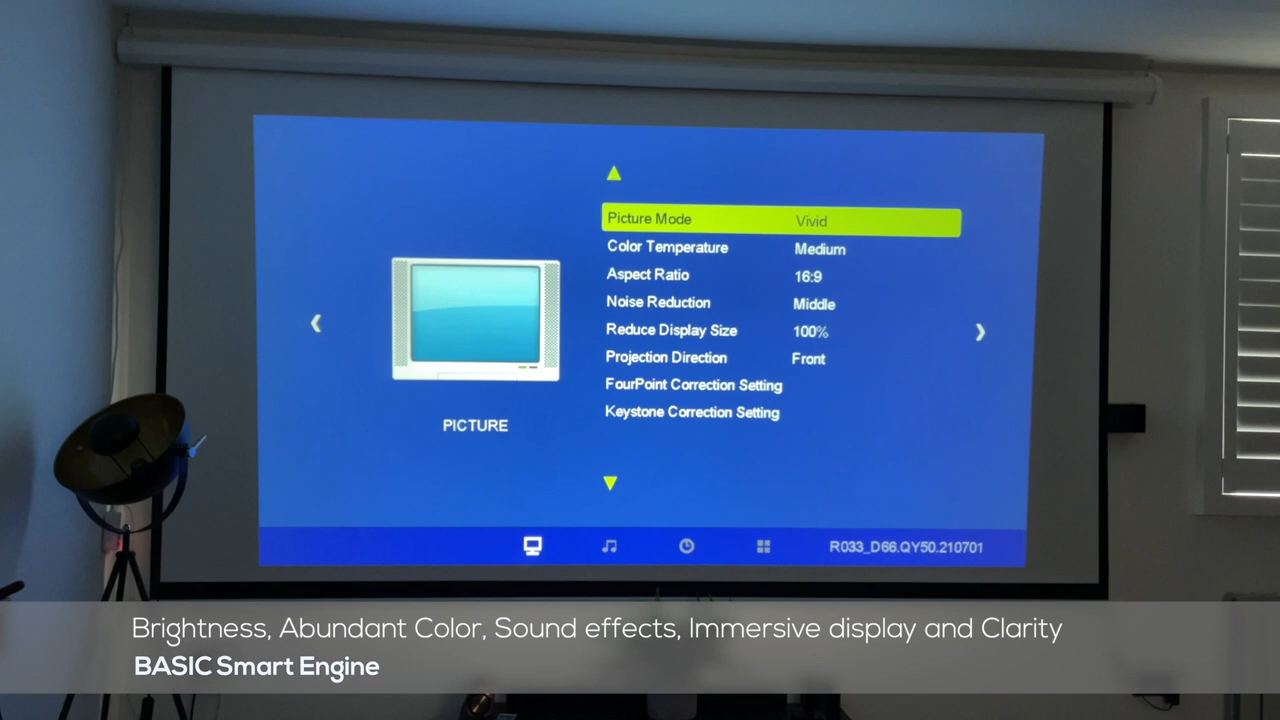 Picture Mode Vivid
Color Temperature Medium
Aspect Ratio 16:9
Noise Reduction Middle
Reduce Display Size 100%
Projection Direction Front
FourPoint Correction Setting
Keystone Correction Setting
PICTURE
R033_D66.QY50.210701
Brightness, Abundant Color, Sound effects, Immersive display and Clarity
BASIC Smart Engine